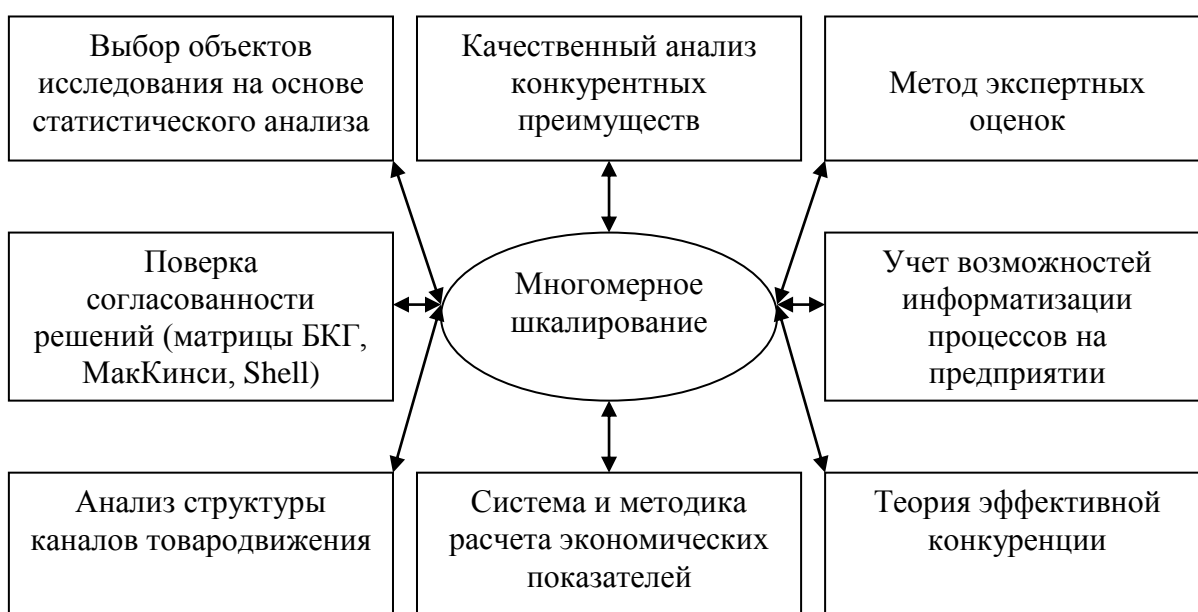 Выбор объектов
исследования на основе
статистического анализа
Качественный анализ
конкурентных
преимуществ
Метод экспертных
оценок
Поверка
согласованности
решений (матрицы БКГ,
МакКинси, Shell)
Многомерное
шкалирование
Учет возможностей
информатизации
процессов на
предприятии
Анализ структуры
каналов товародвижения
Система и методика
расчета экономических
показателей
Теория эффективной
конкуренции